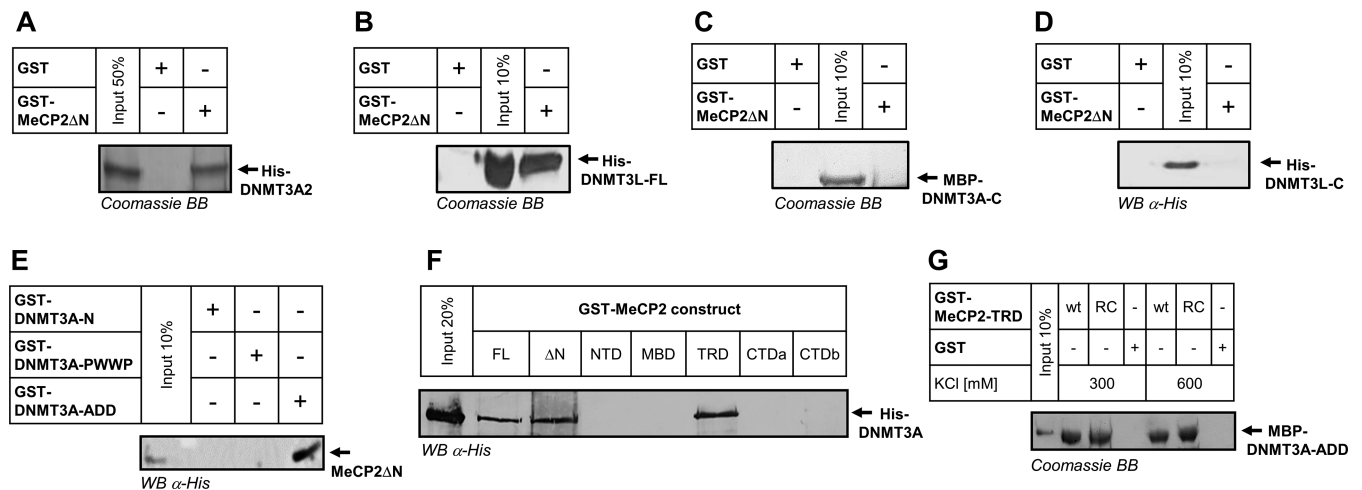 A
GST
Input 50%
+
-
GST-
MeCP2ΔN
-
+
His-
DNMT3A2
Coomassie BB
B
GST
+
Input 10%
-
GST-
MeCP2ΔN
-
+
His-
DNMT3L-FL
Coomassie BB
C
GST
+
Input 10%
-
GST-
MeCP2ΔN
-
+
MBP-
DNMT3A-C
Coomassie BB
D
GST
+
Input 10%
-
GST-
MeCP2ΔN
-
+
His-
DNMT3L-C
WB α-His
E
GST-
DNMT3A-N
Input 10%
+ - -
GST-
DNMT3A-PWWP
- + -
GST-
DNMT3A-ADD
- - +
MeCP2ΔN
WB α-His
F
Input 20%
GST-MeCP2 construct
FL ΔN NTD MBD TRD CTDa CTDb
His-
DNMT3A
WB α-His
G
GST-
MeCP2-TRD
Input 10%
wt RC - wt RC -
GST
- - + - - +
KCl [mM]
300 600
MBP-
DNMT3A-ADD
Coomassie BB